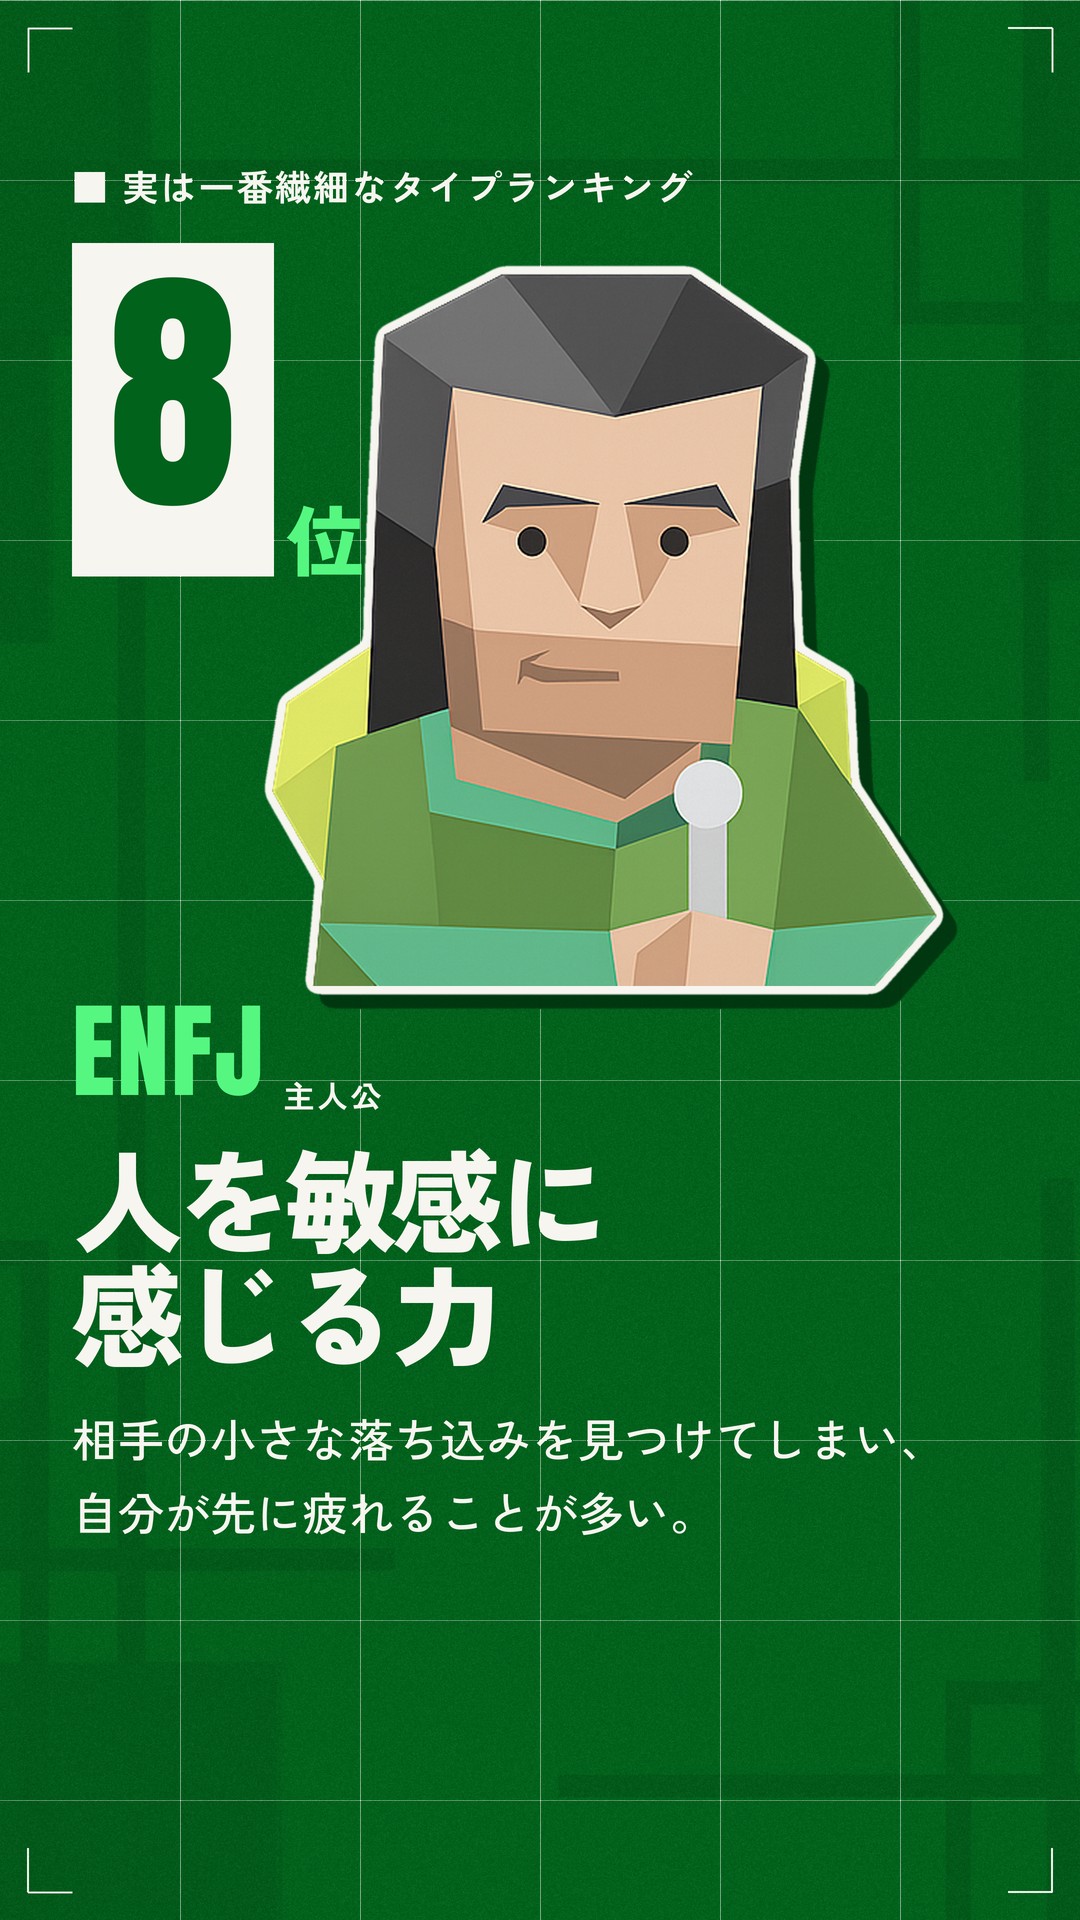 ■ 実は一番繊細なタイプランキング
8位
ENFJ 主人公
人を敏感に
感じる力
相手の小さな落ち込みを見つけてしまい、
自分が先に疲れることが多い。